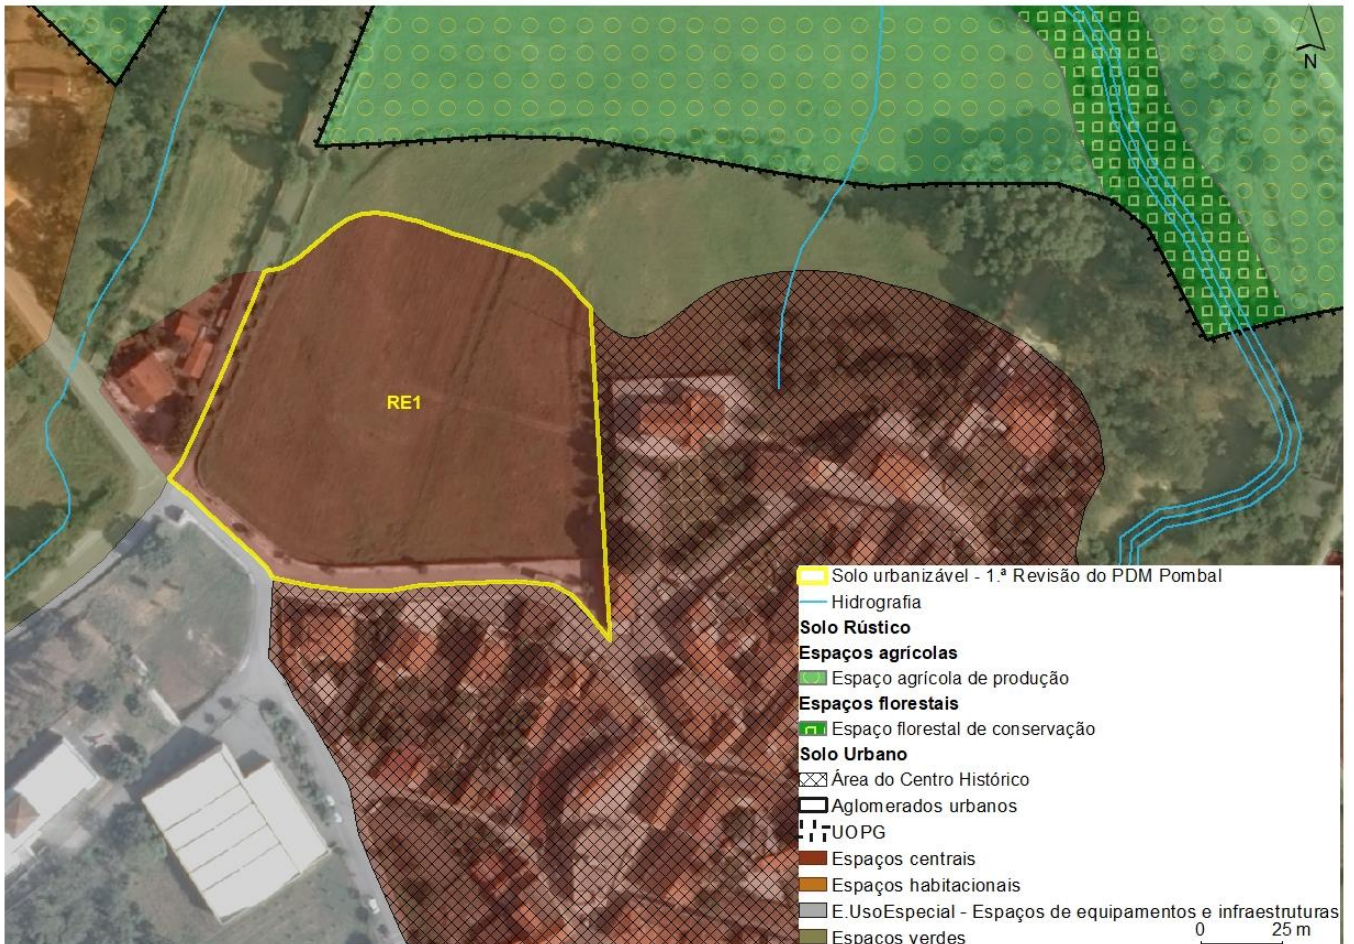 N
RE1
Solo urbanizável - 1.ª Revisão do PDM Pombal
Hidrografia
Solo Rústico
Espaços agrícolas
Espaço agrícola de produção
Espaços florestais
Espaço florestal de conservação
Solo Urbano
Área do Centro Histórico
Aglomerados urbanos
UOPG
Espaços centrais
Espaços habitacionais
E.UsoEspecial - Espaços de equipamentos e infraestruturas
Espaços verdes
0 25 m